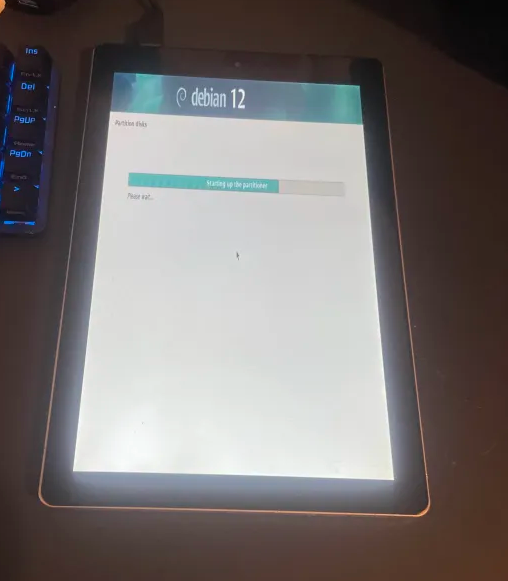 Ins
Del
PgUp
PgDn
>
debian 12
Partition disks
Starting up the partitioner
Please wait...